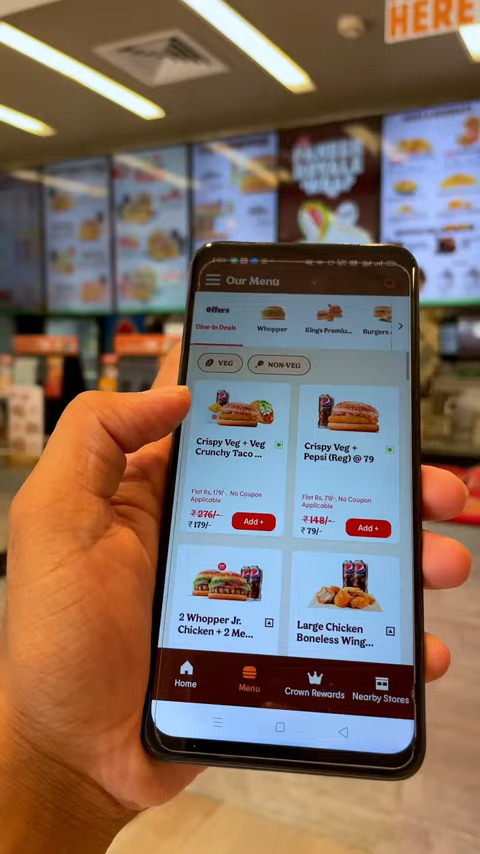 HERE
Our Menu
Offers
Dine-In Deals
Whopper
Kings Premiu...
Burgers
VEG
NON-VEG
Crispy Veg + Veg
Crunchy Taco ...
Flat Rs. 179/-, No Coupon
Applicable
₹ 276/-
₹ 179/-
Add +
Crispy Veg +
Pepsi (Reg) @ 79
Flat Rs. 79/-, No Coupon
Applicable
₹ 148/-
₹ 79/-
Add +
2 Whopper Jr.
Chicken + 2 Me...
Large Chicken
Boneless Wing...
Home
Menu
Crown Rewards
Nearby Stores